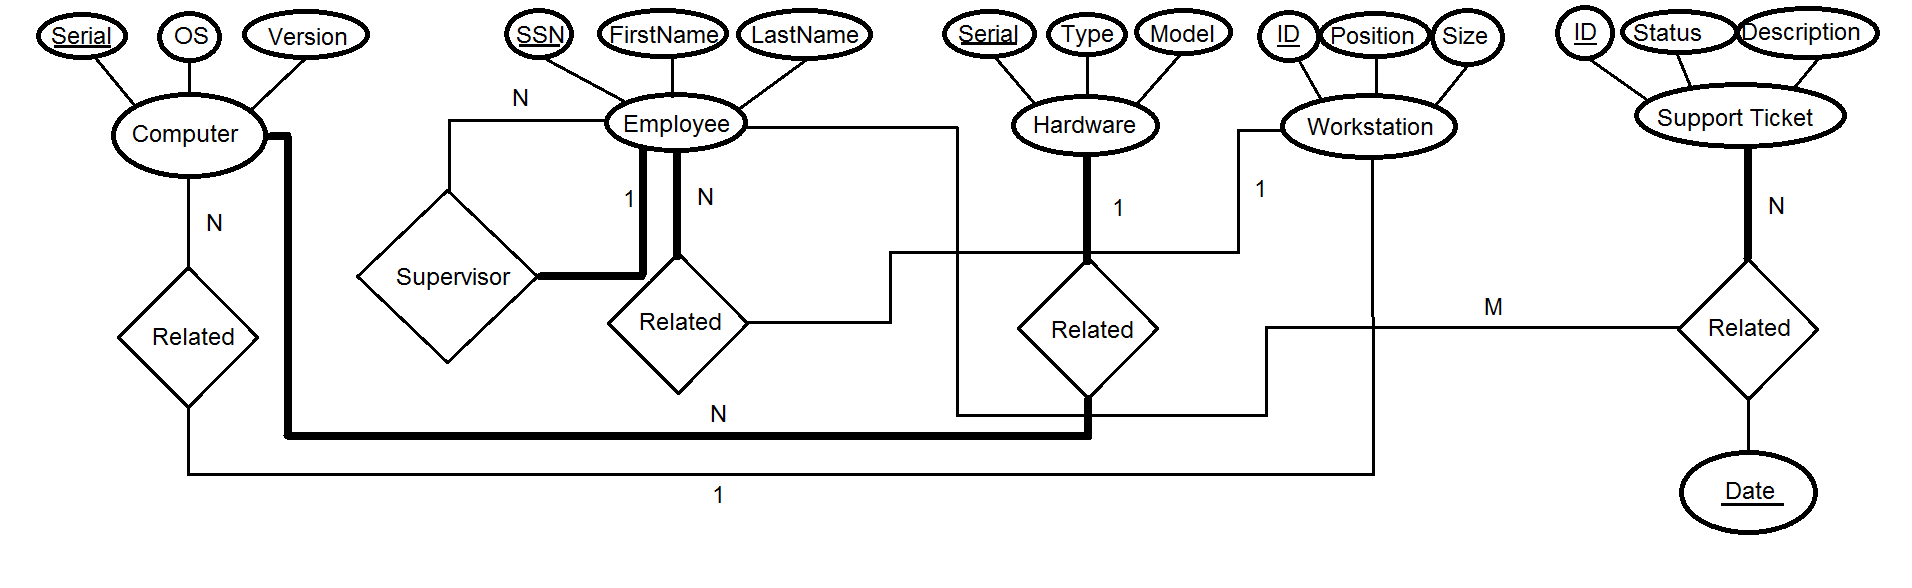 Serial
OS
Version
SSN
FirstName
LastName
Serial
Type
Model
ID
Position
Size
ID
Status
Description
Computer
N
Employee
Hardware
Workstation
Support Ticket
N
1
N
1
1
N
Supervisor
Related
Related
Related
M
Related
N
1
Date